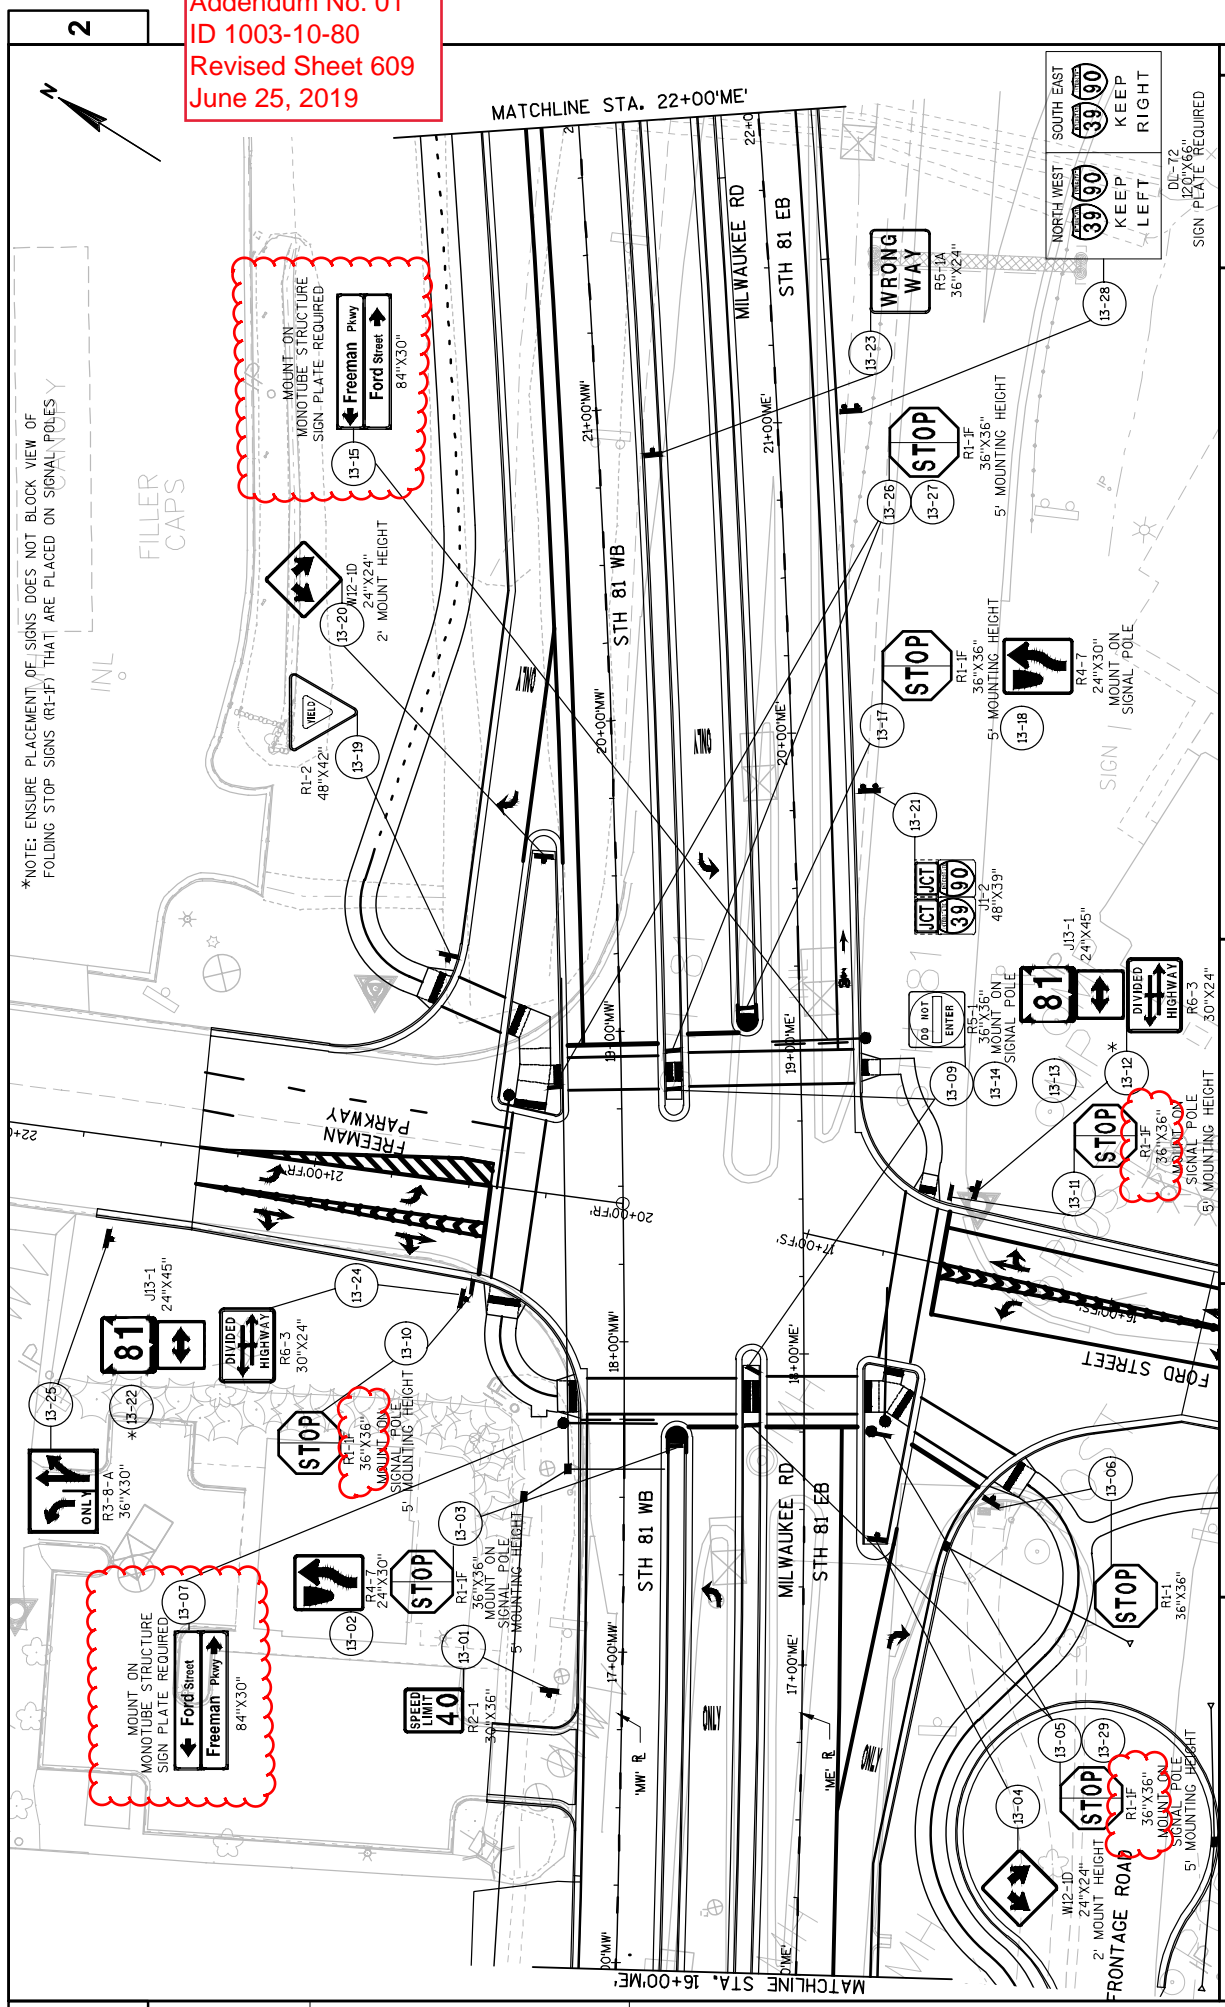 2
Addendum No. 01
ID 1003-10-80
Revised Sheet 609
June 25, 2019
N
MATCHLINE STA. 22+00'ME'
*NOTE: ENSURE PLACEMENT OF SIGNS DOES NOT BLOCK VIEW OF
FOLDING STOP SIGNS (R1-1F) THAT ARE PLACED ON SIGNAL POLES
CANOPY
FILLER
CAPS
INL.
MOUNT ON
MONOTUBE STRUCTURE
SIGN PLATE REQUIRED
Freeman Pkwy
Ford Street
84"X30"
13-15
NORTH WEST
39 90
KEEP
LEFT
SOUTH EAST
39 90
KEEP
RIGHT
DL-72
120"X66"
SIGN PLATE REQUIRED
13-28
WRONG
WAY
R5-1A
36"X24"
13-23
MILWAUKEE RD
STH 81 EB
STH 81 WB
21+00'MW'
21+00'ME'
STOP
R1-1F
36"X36"
5' MOUNTING HEIGHT
13-26
13-27
W12-1D
24"X24"
2' MOUNT HEIGHT
13-20
YIELD
R1-2
48"X42"
13-19
ONLY
ONLY
20+00'MW'
20+00'ME'
STOP
R1-1F
36"X36"
5' MOUNTING HEIGHT
13-17
R4-7
24"X30"
MOUNT ON
SIGNAL POLE
13-18
SIGN
13-21
JCT JCT
39 90
J1-2
48"X39"
DO NOT
ENTER
R5-1
36"X36"
MOUNT ON
SIGNAL POLE
13-09
13-14
81
J13-1
24"X45"
13-13
DIVIDED
HIGHWAY
R6-3
30"X24"
*
13-12
STOP
R1-1F
36"X36"
MOUNT ON
SIGNAL POLE
5' MOUNTING HEIGHT
13-11
19+00'MW'
19+00'ME'
FREEMAN
PARKWAY
22+0
21+00'FR'
20+00'FR'
17+00'FS'
16+00'FS'
FORD STREET
18+00'MW'
18+00'ME'
13-25
ONLY
R3-8-A
36"X30"
81
J13-1
24"X45"
*
13-22
DIVIDED
HIGHWAY
R6-3
30"X24"
13-24
STOP
R1-1F
36"X36"
MOUNT ON
SIGNAL POLE
5' MOUNTING HEIGHT
13-10
MOUNT ON
MONOTUBE STRUCTURE
SIGN PLATE REQUIRED
Ford Street
Freeman Pkwy
84"X30"
13-07
R4-7
24"X30"
13-02
STOP
R1-1F
36"X36"
MOUNT ON
SIGNAL POLE
5' MOUNTING HEIGHT
13-03
SPEED
LIMIT
40
R2-1
30"X36"
13-01
STH 81 WB
MILWAUKEE RD
STH 81 EB
17+00'MW'
17+00'ME'
ONLY
ONLY
'MW' R
'ME' R
13-06
STOP
R1-1
36"X36"
13-05
13-29
STOP
R1-1F
36"X36"
MOUNT ON
SIGNAL POLE
5' MOUNTING HEIGHT
13-04
W12-1D
24"X24"
2' MOUNT HEIGHT
FRONTAGE ROAD
MATCHLINE STA. 16+00'ME'